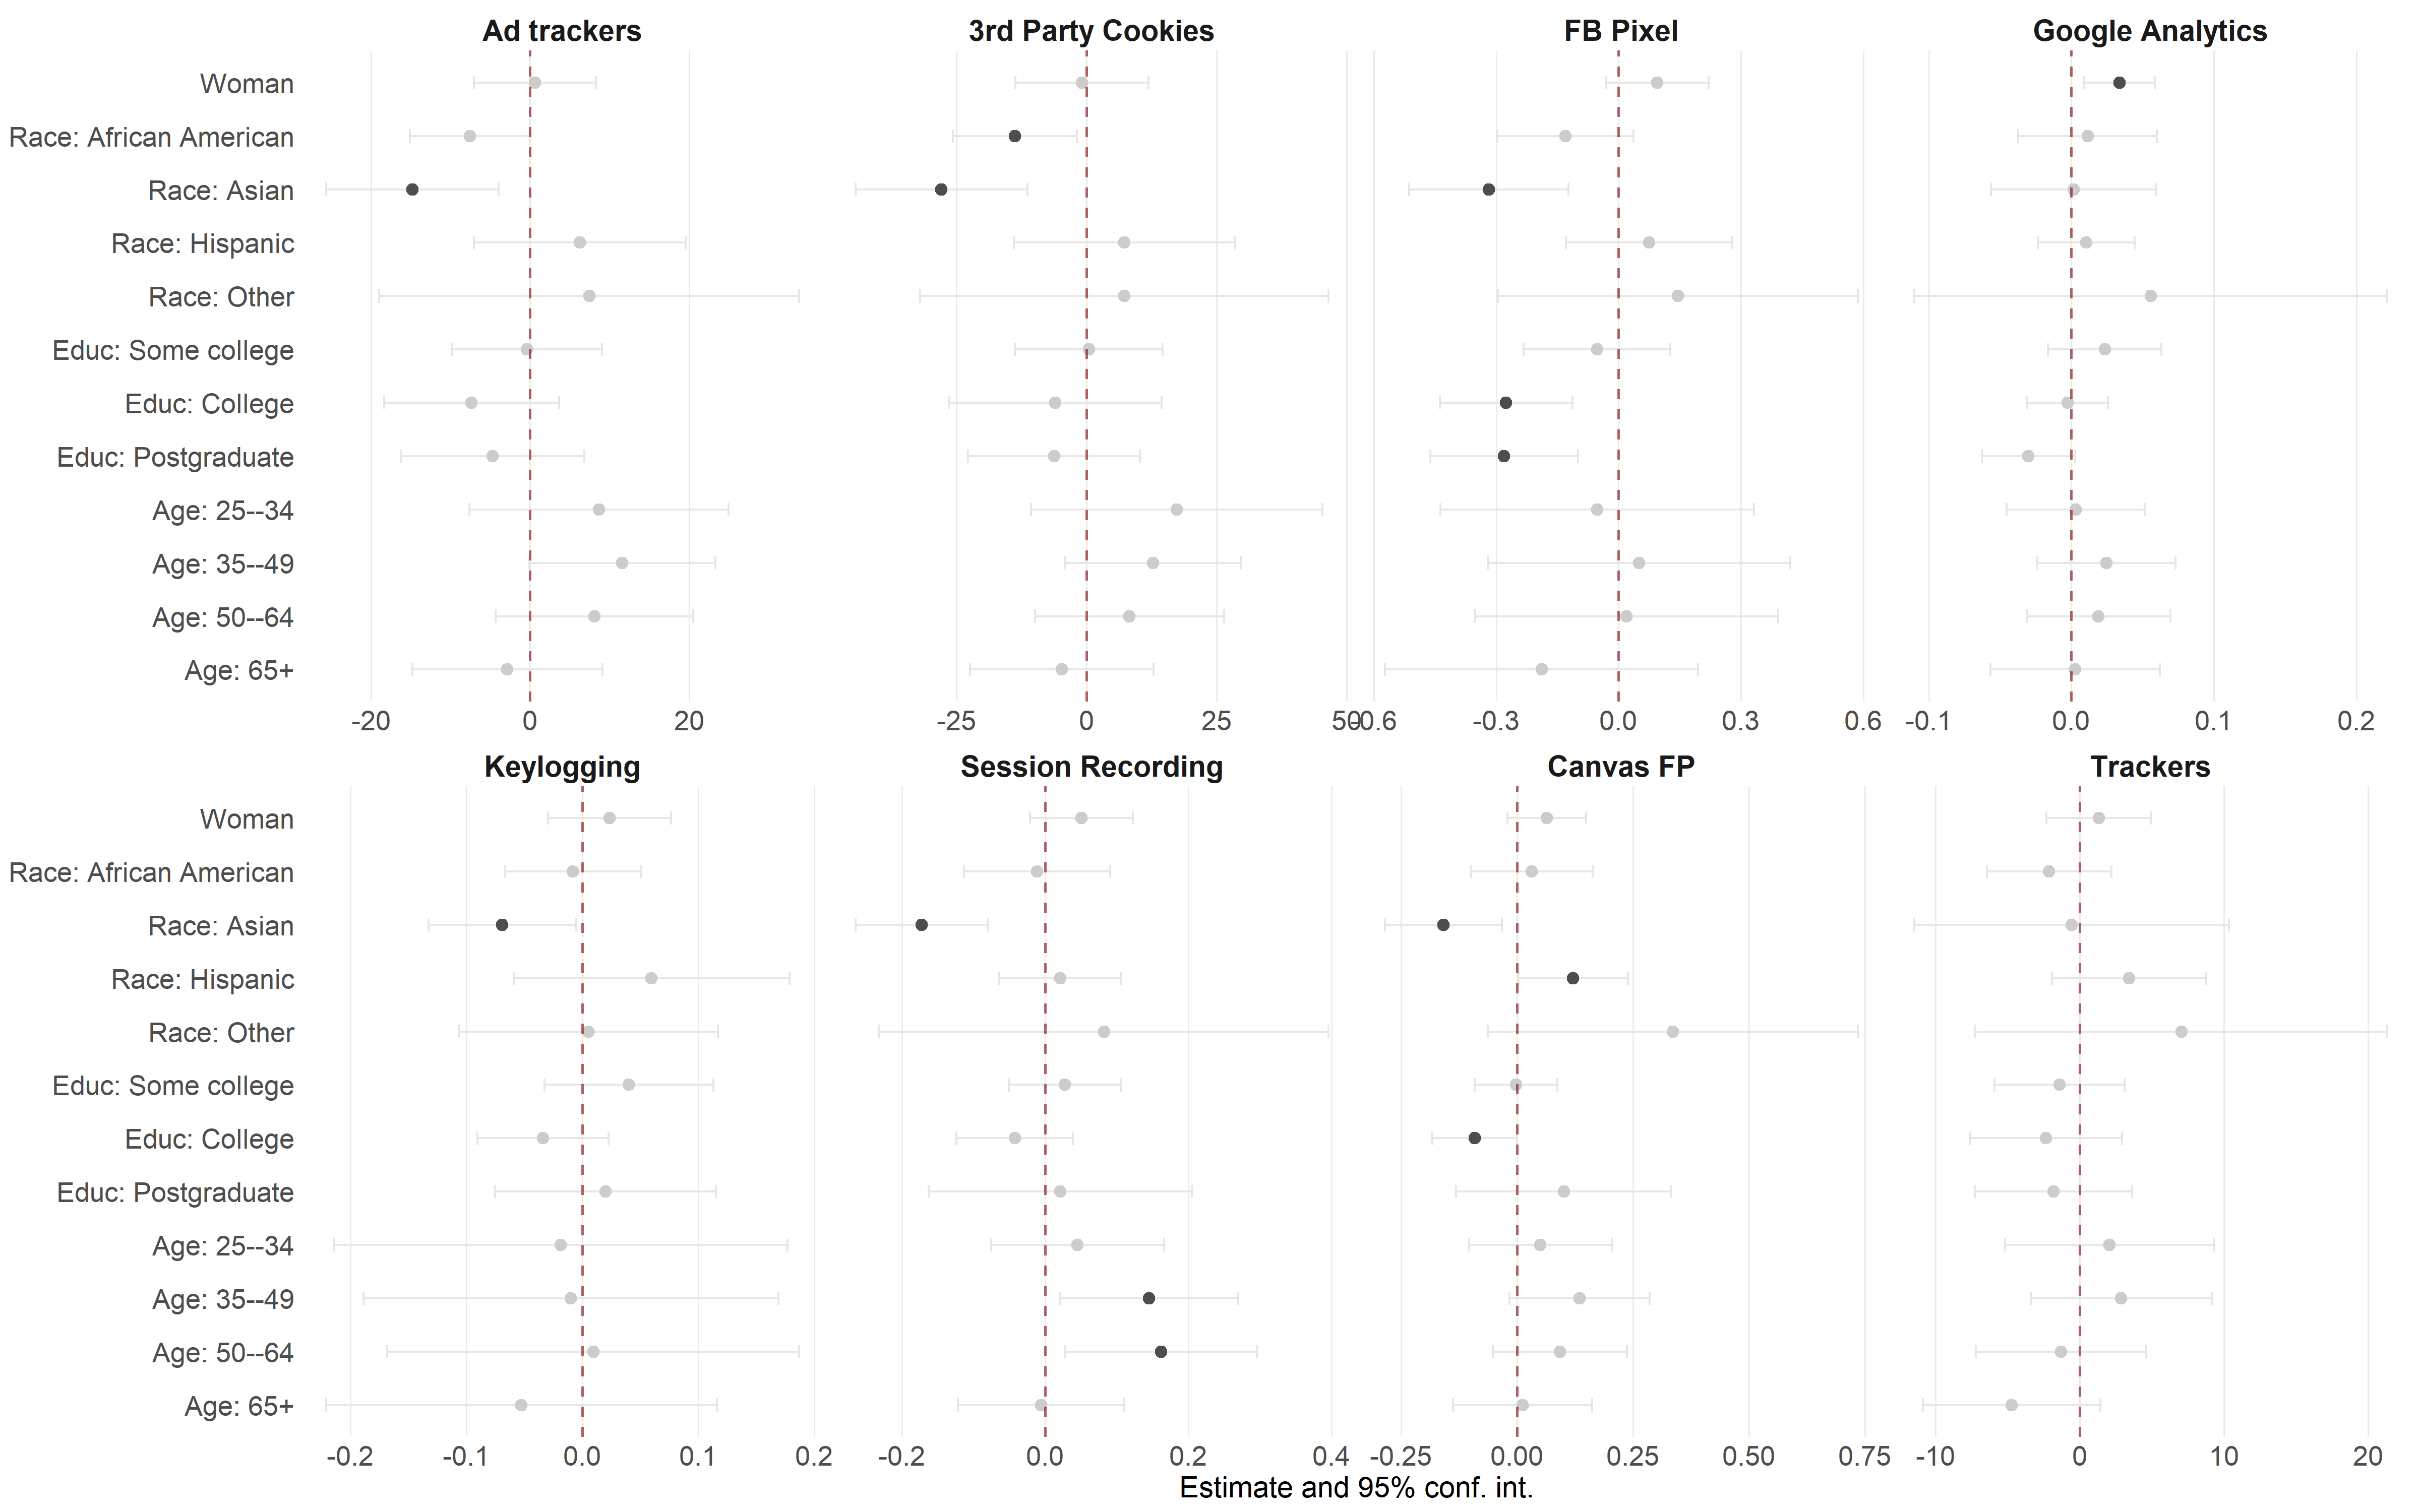 Ad trackers 3rd Party Cookies FB Pixel Google Analytics
Woman
Race: African American
Race: Asian
Race: Hispanic
Race: Other
Educ: Some college
Educ: College
Educ: Postgraduate
Age: 25--34
Age: 35--49
Age: 50--64
Age: 65+
-20 0 20 -25 0 25 50 -0.6 -0.3 0.0 0.3 0.6 -0.1 0.0 0.1 0.2
Keylogging Session Recording Canvas FP Trackers
Woman
Race: African American
Race: Asian
Race: Hispanic
Race: Other
Educ: Some college
Educ: College
Educ: Postgraduate
Age: 25--34
Age: 35--49
Age: 50--64
Age: 65+
-0.2 -0.1 0.0 0.1 0.2 -0.2 0.0 0.2 0.4 -0.25 0.00 0.25 0.50 0.75 -10 0 10 20
Estimate and 95% conf. int.